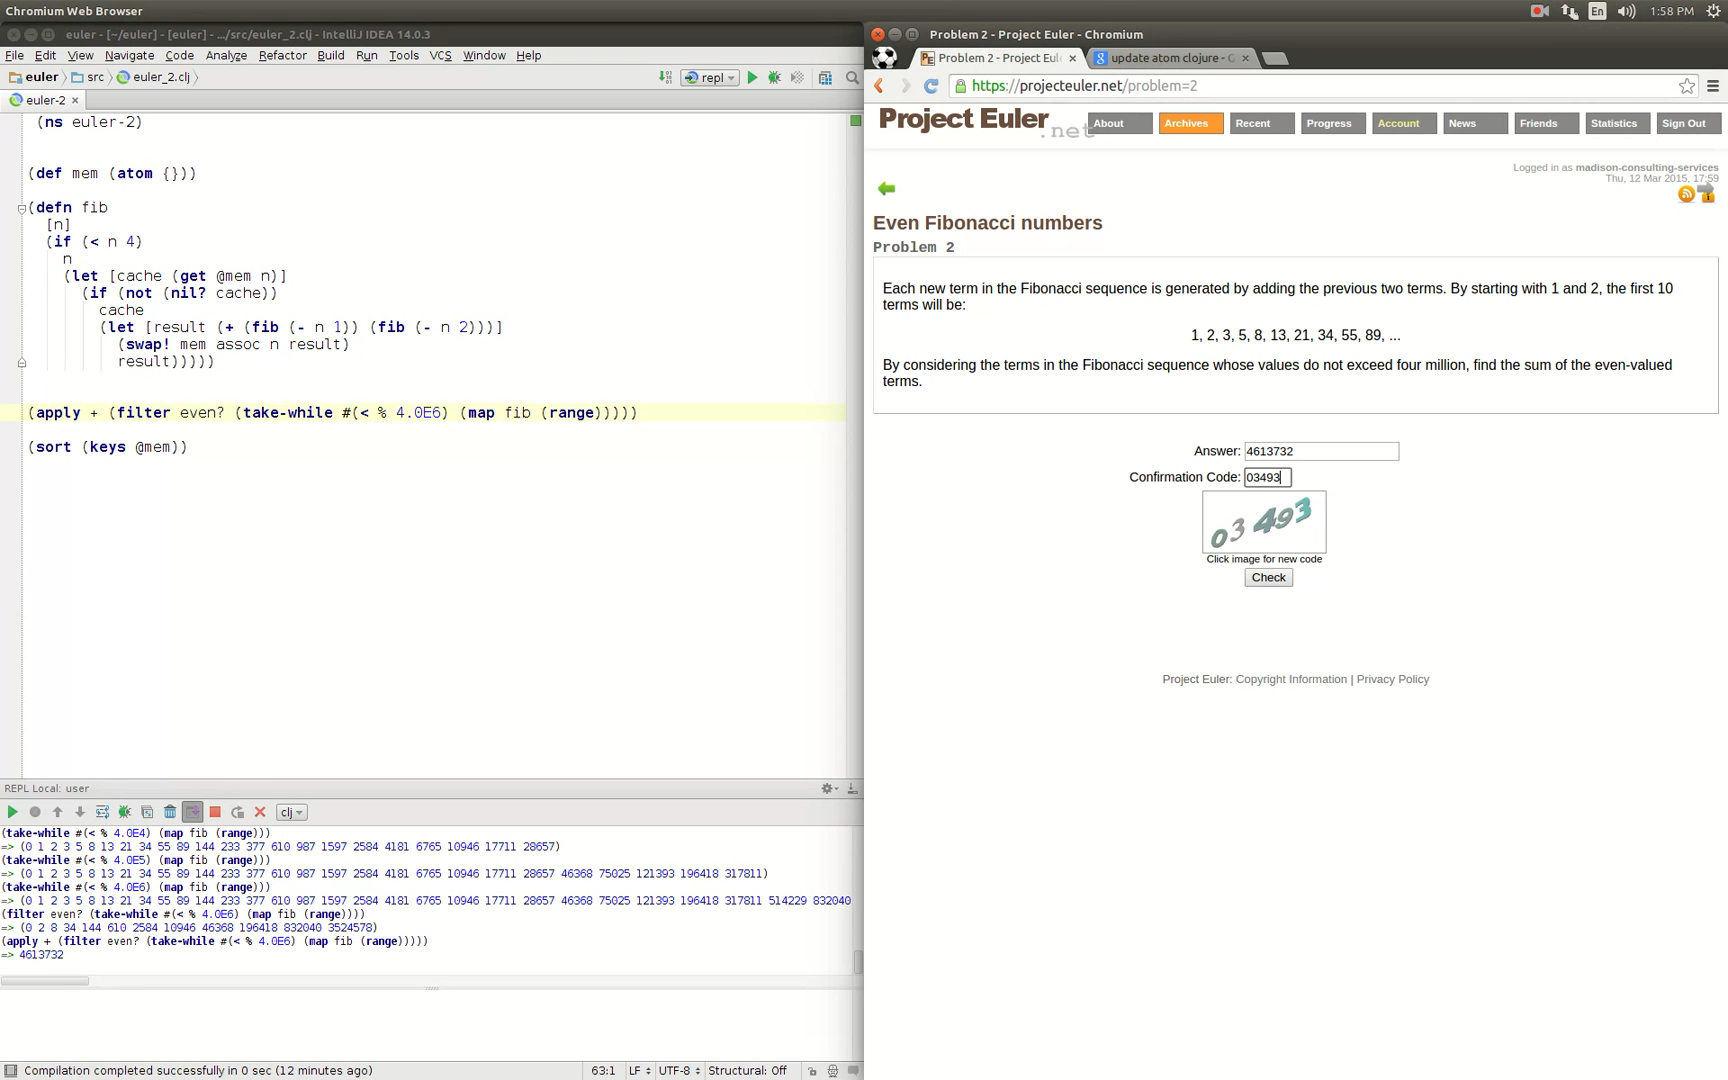 Chromium Web Browser
En
1:58 PM
euler - [~/euler] - [euler] - .../src/euler_2.clj - IntelliJ IDEA 14.0.3
File Edit View Navigate Code Analyze Refactor Build Run Tools VCS Window Help
euler src euler_2.clj
repl
euler-2
(ns euler-2)
(def mem (atom {}))
(defn fib
[n]
(if (< n 4)
n
(let [cache (get @mem n)]
(if (not (nil? cache))
cache
(let [result (+ (fib (- n 1)) (fib (- n 2)))]
(swap! mem assoc n result)
result)))))
(apply + (filter even? (take-while #(< % 4.0E6) (map fib (range)))))
(sort (keys @mem))
REPL Local: user
clj
(take-while #(< % 4.0E4) (map fib (range)))
=> (0 1 2 3 5 8 13 21 34 55 89 144 233 377 610 987 1597 2584 4181 6765 10946 17711 28657)
(take-while #(< % 4.0E5) (map fib (range)))
=> (0 1 2 3 5 8 13 21 34 55 89 144 233 377 610 987 1597 2584 4181 6765 10946 17711 28657 46368 75025 121393 196418 317811)
(take-while #(< % 4.0E6) (map fib (range)))
=> (0 1 2 3 5 8 13 21 34 55 89 144 233 377 610 987 1597 2584 4181 6765 10946 17711 28657 46368 75025 121393 196418 317811 514229 832040
(filter even? (take-while #(< % 4.0E6) (map fib (range))))
=> (0 2 8 34 144 610 2584 10946 46368 196418 832040 3524578)
(apply + (filter even? (take-while #(< % 4.0E6) (map fib (range)))))
=> 4613732
Compilation completed successfully in 0 sec (12 minutes ago)
63:1 LF UTF-8 Structural: Off
Problem 2 - Project Euler - Chromium
Problem 2 - Project Eul
update atom clojure - G
https://projecteuler.net/problem=2
Project Euler .net
About Archives Recent Progress Account News Friends Statistics Sign Out
Logged in as madison-consulting-services
Thu, 12 Mar 2015, 17:59
Even Fibonacci numbers
Problem 2
Each new term in the Fibonacci sequence is generated by adding the previous two terms. By starting with 1 and 2, the first 10
terms will be:
1, 2, 3, 5, 8, 13, 21, 34, 55, 89, ...
By considering the terms in the Fibonacci sequence whose values do not exceed four million, find the sum of the even-valued
terms.
Answer: 4613732
Confirmation Code: 03493
03493
Click image for new code
Check
Project Euler: Copyright Information | Privacy Policy